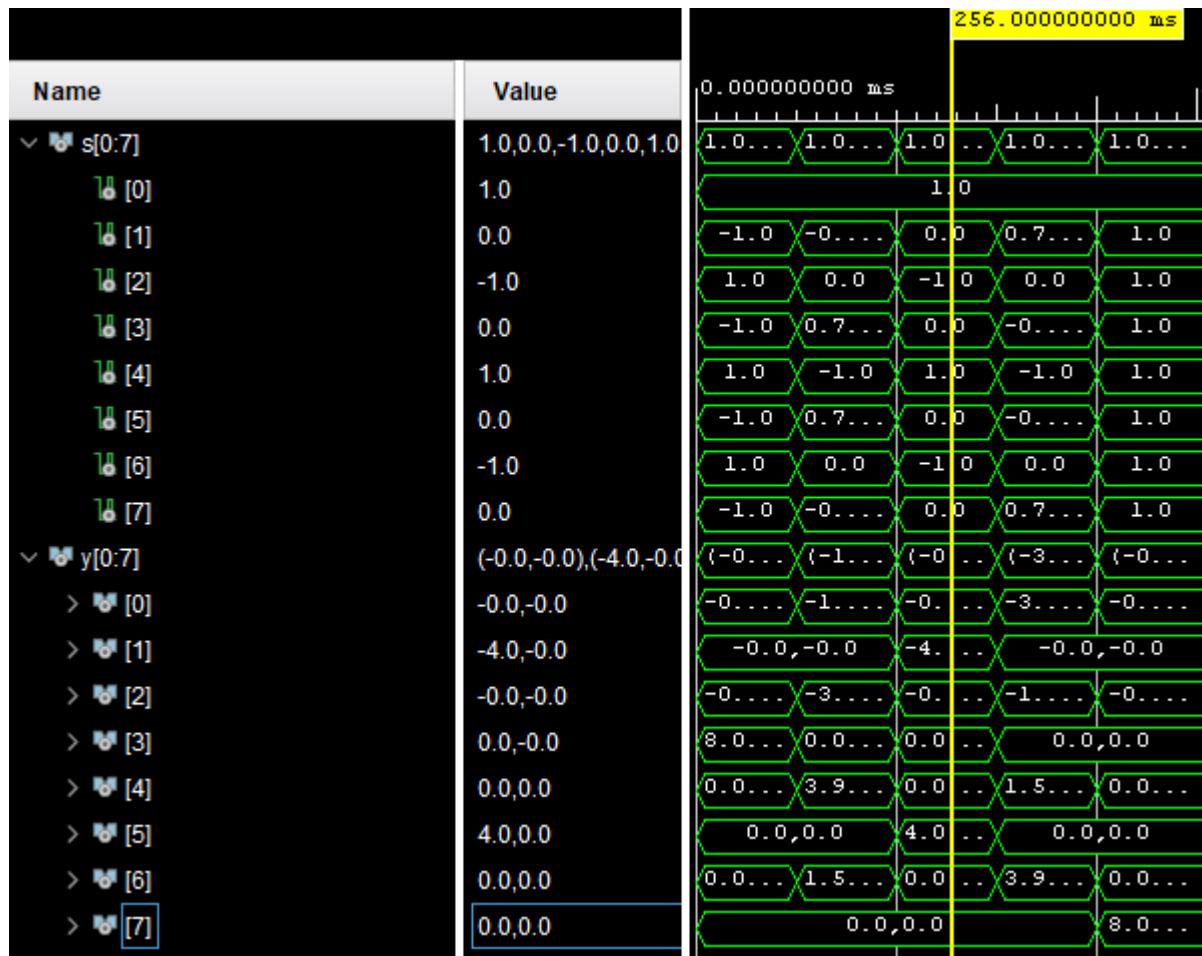 256.000000000 ms
Name Value 0.000000000 ms
s[0:7] 1.0,0.0,-1.0,0.0,1.0 1.0... 1.0... 1.0 .. 1.0... 1.0...
[0] 1.0 1.0
[1] 0.0 -1.0 -0.... 0.0 0.7... 1.0
[2] -1.0 1.0 0.0 -1.0 0.0 1.0
[3] 0.0 -1.0 0.7... 0.0 -0.... 1.0
[4] 1.0 1.0 -1.0 1.0 -1.0 1.0
[5] 0.0 -1.0 0.7... 0.0 -0.... 1.0
[6] -1.0 1.0 0.0 -1.0 0.0 1.0
[7] 0.0 -1.0 -0.... 0.0 0.7... 1.0
y[0:7] (-0.0,-0.0),(-4.0,-0.0 (-0... (-1... (-0 .. (-3... (-0...
[0] -0.0,-0.0 -0.... -1.... -0. .. -3.... -0....
[1] -4.0,-0.0 -0.0,-0.0 -4. .. -0.0,-0.0
[2] -0.0,-0.0 -0.... -3.... -0. .. -1.... -0....
[3] 0.0,-0.0 8.0... 0.0... 0.0 .. 0.0,0.0
[4] 0.0,0.0 0.0... 3.9... 0.0 .. 1.5... 0.0...
[5] 4.0,0.0 0.0,0.0 4.0 .. 0.0,0.0
[6] 0.0,0.0 0.0... 1.5... 0.0 .. 3.9... 0.0...
[7] 0.0,0.0 0.0,0.0 8.0...